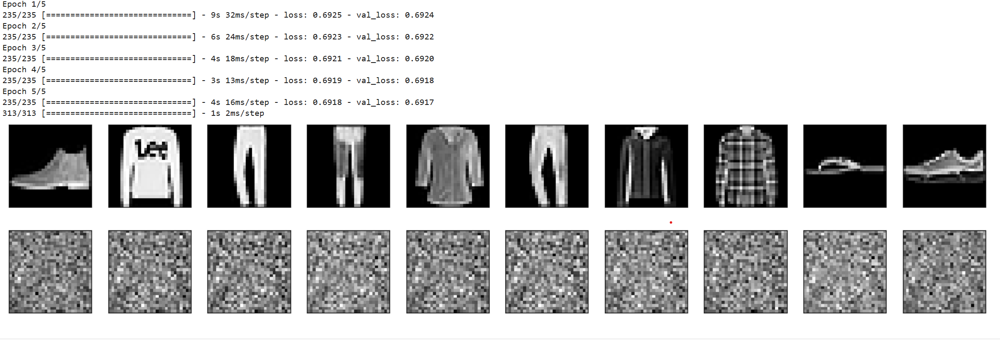 Epoch 1/5
235/235 [==============================] - 9s 32ms/step - loss: 0.6925 - val_loss: 0.6924
Epoch 2/5
235/235 [==============================] - 6s 24ms/step - loss: 0.6923 - val_loss: 0.6922
Epoch 3/5
235/235 [==============================] - 4s 18ms/step - loss: 0.6921 - val_loss: 0.6920
Epoch 4/5
235/235 [==============================] - 3s 13ms/step - loss: 0.6919 - val_loss: 0.6918
Epoch 5/5
235/235 [==============================] - 4s 16ms/step - loss: 0.6918 - val_loss: 0.6917
313/313 [==============================] - 1s 2ms/step